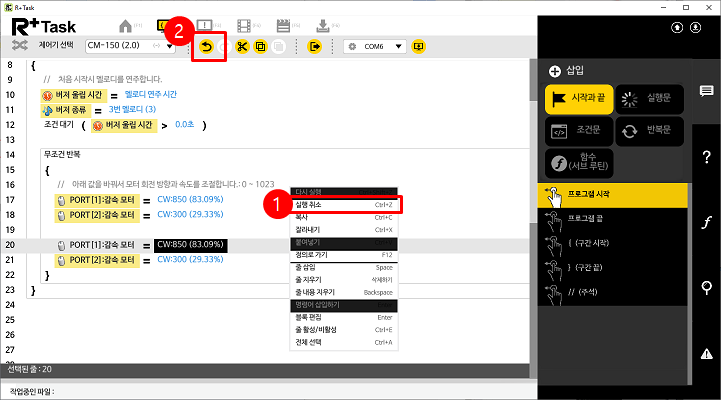 R+ Task
R+Task
[F1]
[F5]
[F6]
[F12]
2
제어기 선택
CM-150 (2.0)
COM6
8 {
9 // 처음 시작시 멜로디를 연주합니다.
10 버저 울림 시간 = 멜로디 연주 시간
11 버저 종류 = 3번 멜로디 (3)
12 조건 대기 ( 버저 울림 시간 > 0.0초 )
13
14 무조건 반복
15 {
16 // 아래 값을 바꿔서 모터 회전 방향과 속도를 조절합니다.: 0 ~ 1023
17 PORT [1]:감속 모터 = CW:850 (83.09%)
18 PORT [2]:감속 모터 = CW:300 (29.33%)
19
20 PORT [1]:감속 모터 = CW:850 (83.09%)
21 PORT [2]:감속 모터 = CW:300 (29.33%)
22 }
23 }
24
25
26
27
다시 실행
1
실행 취소 Ctrl+Z
복사 Ctrl+C
잘라내기 Ctrl+X
붙여넣기
정의로 가기 F12
줄 삽입 Space
줄 지우기 삭제하기
줄 내용 지우기 Backspace
명령어 삽입하기
블록 편집 Enter
줄 활성/비활성 Ctrl+E
전체 선택 Ctrl+A
선택된 줄 : 20
작업중인 파일 :
삽입
시작과 끝
실행문
조건문
반복문
함수
(서브 루틴)
프로그램 시작
프로그램 끝
{ (구간 시작)
} (구간 끝)
// (주석)